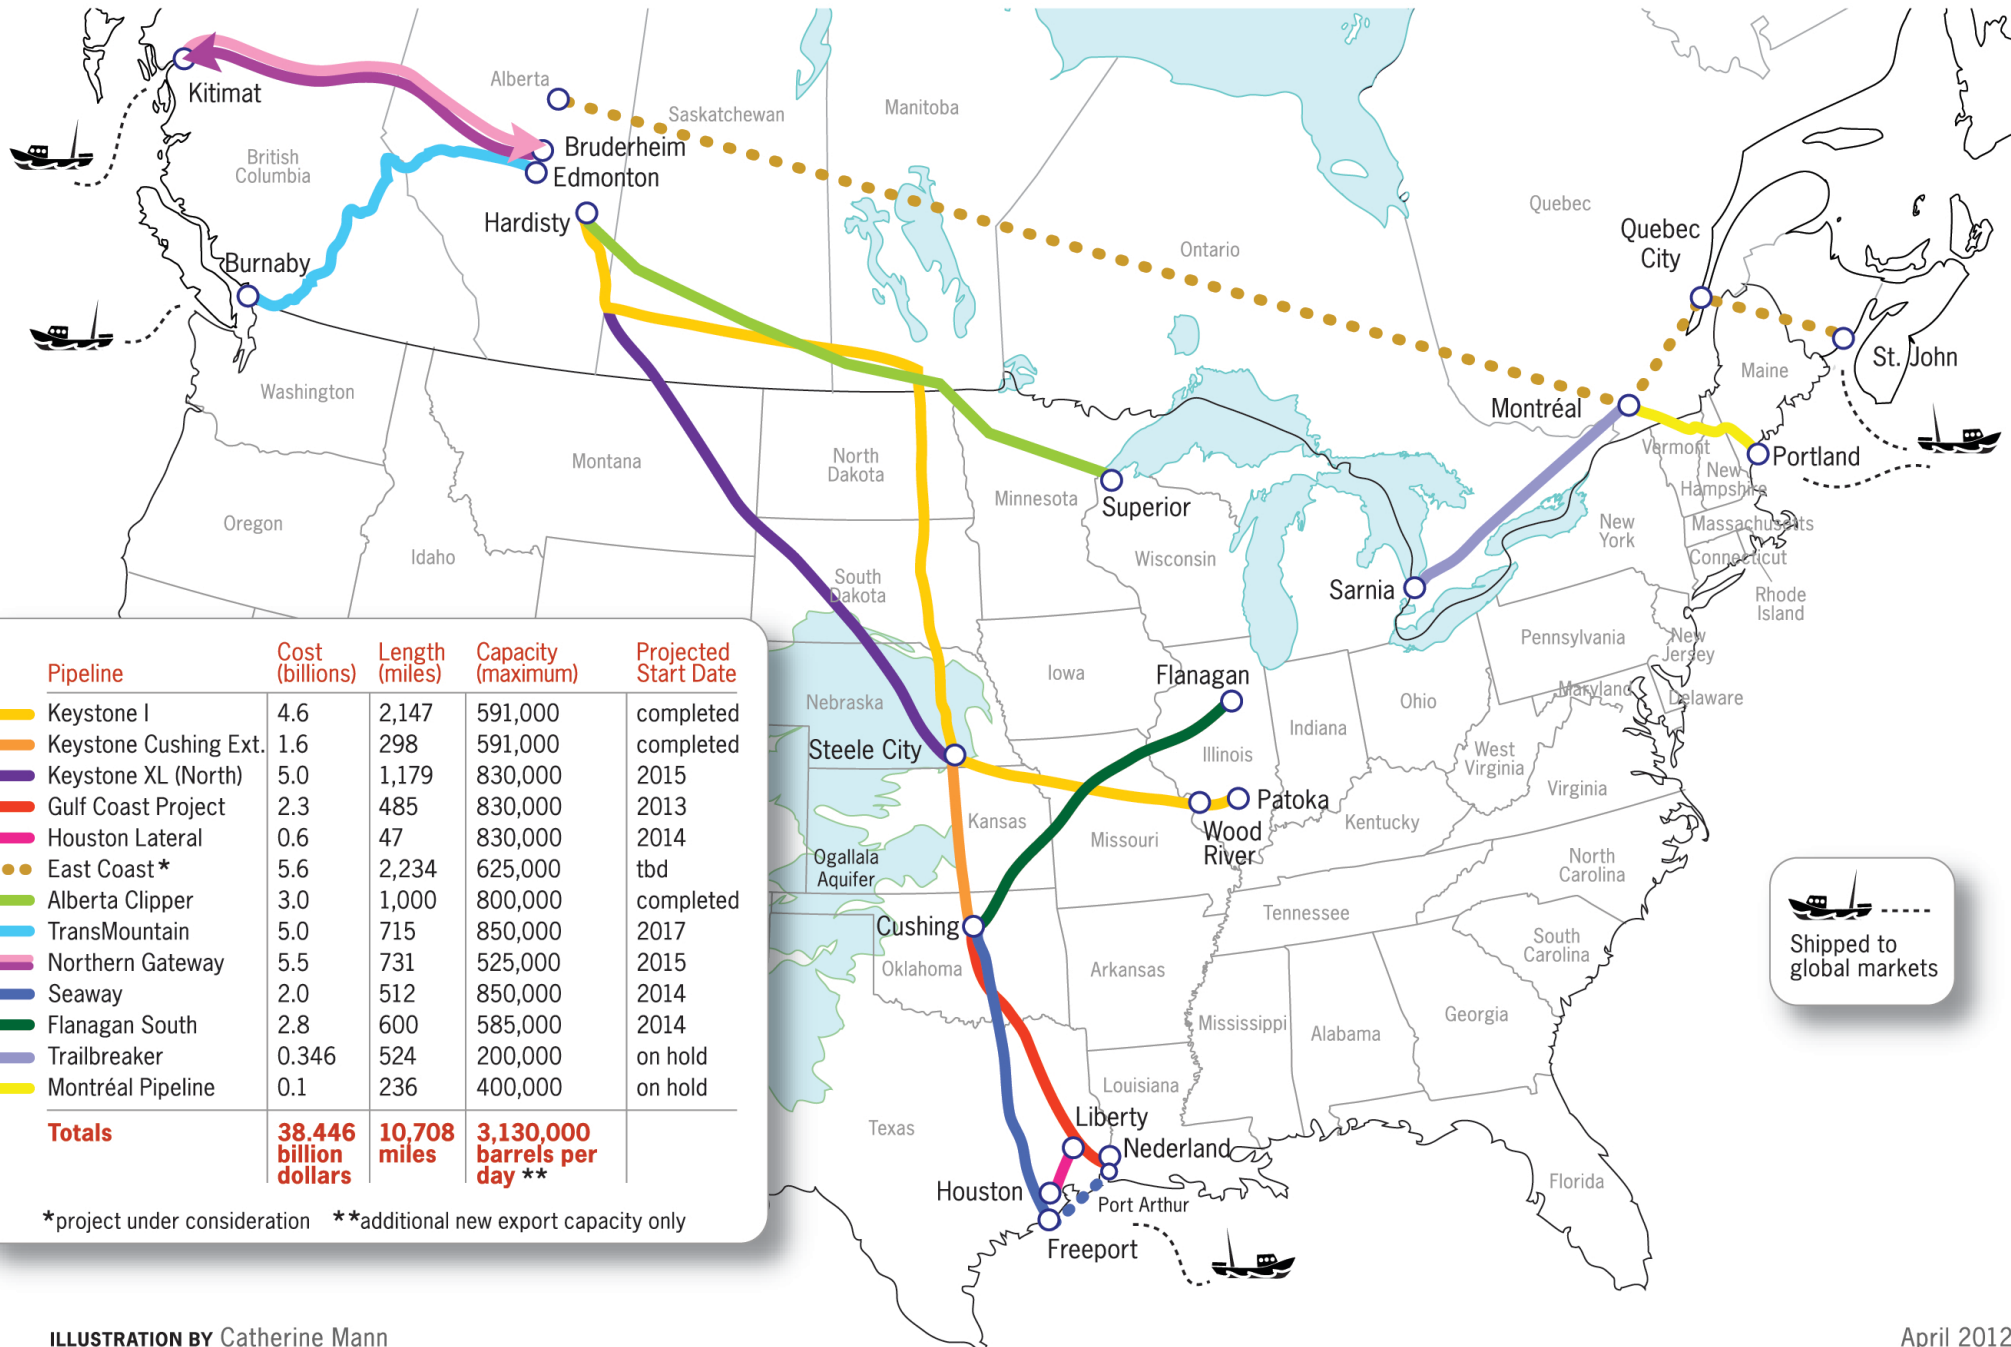 Kitimat
Alberta
Saskatchewan
Manitoba
Bruderheim
Edmonton
British
Columbia
Hardisty
Quebec
Quebec
City
Ontario
Burnaby
St. John
Maine
Washington
Montréal
Portland
Vermont
New
Hampshire
Montana
North
Dakota
Minnesota
Superior
Massachusetts
New
York
Connecticut
Oregon
Idaho
Wisconsin
South
Dakota
Sarnia
Rhode
Island
Pennsylvania
New
Jersey
Iowa
Flanagan
Maryland
Delaware
Nebraska
Ohio
Indiana
Steele City
Illinois
West
Virginia
Virginia
Patoka
Wood
River
Kansas
Missouri
Kentucky
Ogallala
Aquifer
North
Carolina
Tennessee
Cushing
South
Carolina
Oklahoma
Arkansas
Mississippi
Alabama
Georgia
Louisiana
Texas
Liberty
Nederland
Houston
Port Arthur
Florida
Freeport
Shipped to
global markets
Pipeline Cost (billions) Length (miles) Capacity (maximum) Projected Start Date
Keystone I 4.6 2,147 591,000 completed
Keystone Cushing Ext. 1.6 298 591,000 completed
Keystone XL (North) 5.0 1,179 830,000 2015
Gulf Coast Project 2.3 485 830,000 2013
Houston Lateral 0.6 47 830,000 2014
East Coast* 5.6 2,234 625,000 tbd
Alberta Clipper 3.0 1,000 800,000 completed
TransMountain 5.0 715 850,000 2017
Northern Gateway 5.5 731 525,000 2015
Seaway 2.0 512 850,000 2014
Flanagan South 2.8 600 585,000 2014
Trailbreaker 0.346 524 200,000 on hold
Montréal Pipeline 0.1 236 400,000 on hold
Totals 38.446 billion dollars 10,708 miles 3,130,000 barrels per day **
*project under consideration **additional new export capacity only
ILLUSTRATION BY Catherine Mann
April 2012